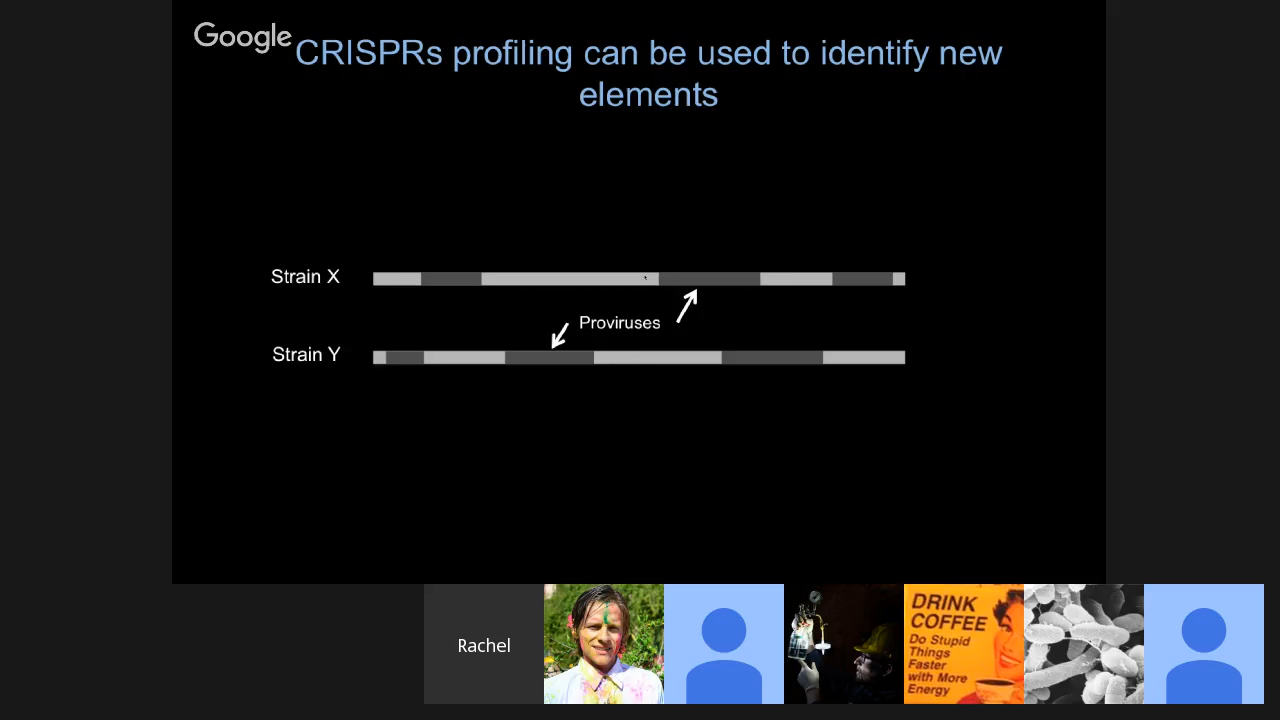 Google
CRISPRs profiling can be used to identify new
elements
Strain X
Proviruses
Strain Y
Rachel
DRINK
COFFEE
Do Stupid
Things
Faster
with More
Energy